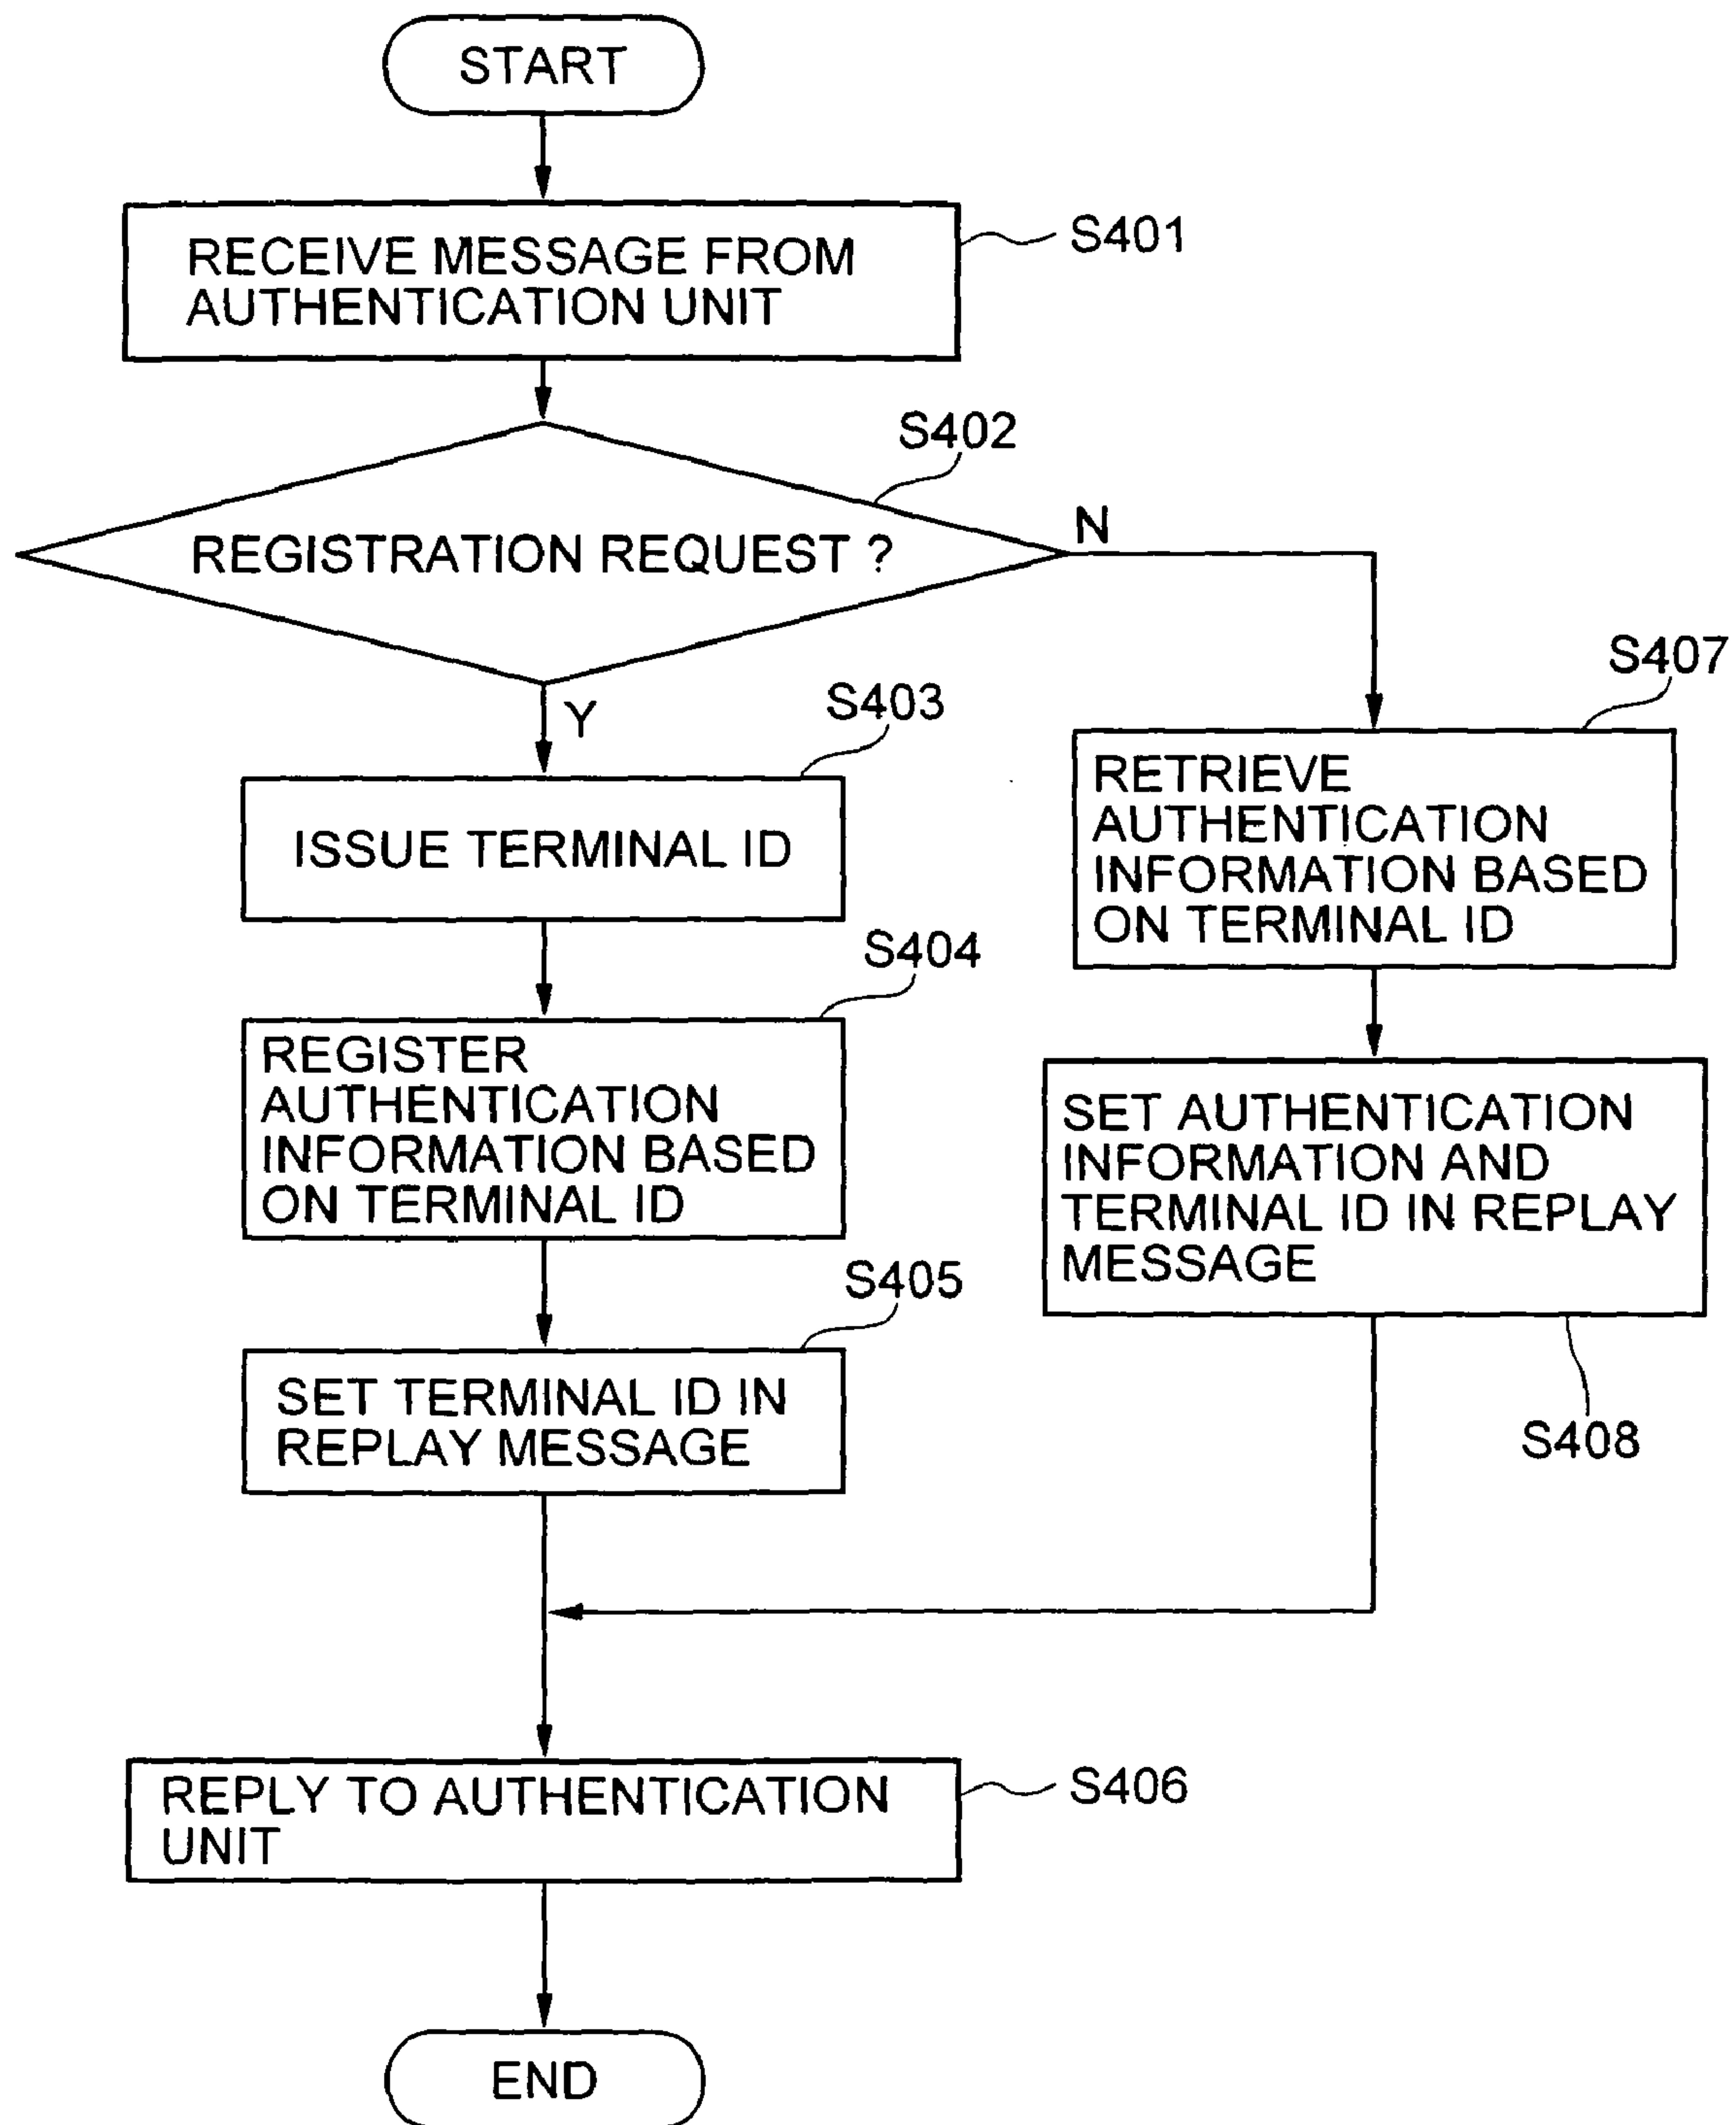 START
RECEIVE MESSAGE FROM
AUTHENTICATION UNIT
S401
S402
REGISTRATION REQUEST ?
N
Y
S403
ISSUE TERMINAL ID
S404
REGISTER
AUTHENTICATION
INFORMATION BASED
ON TERMINAL ID
S405
SET TERMINAL ID IN
REPLAY MESSAGE
S407
RETRIEVE
AUTHENTICATION
INFORMATION BASED
ON TERMINAL ID
SET AUTHENTICATION
INFORMATION AND
TERMINAL ID IN REPLAY
MESSAGE
S408
REPLY TO AUTHENTICATION
UNIT
S406
END